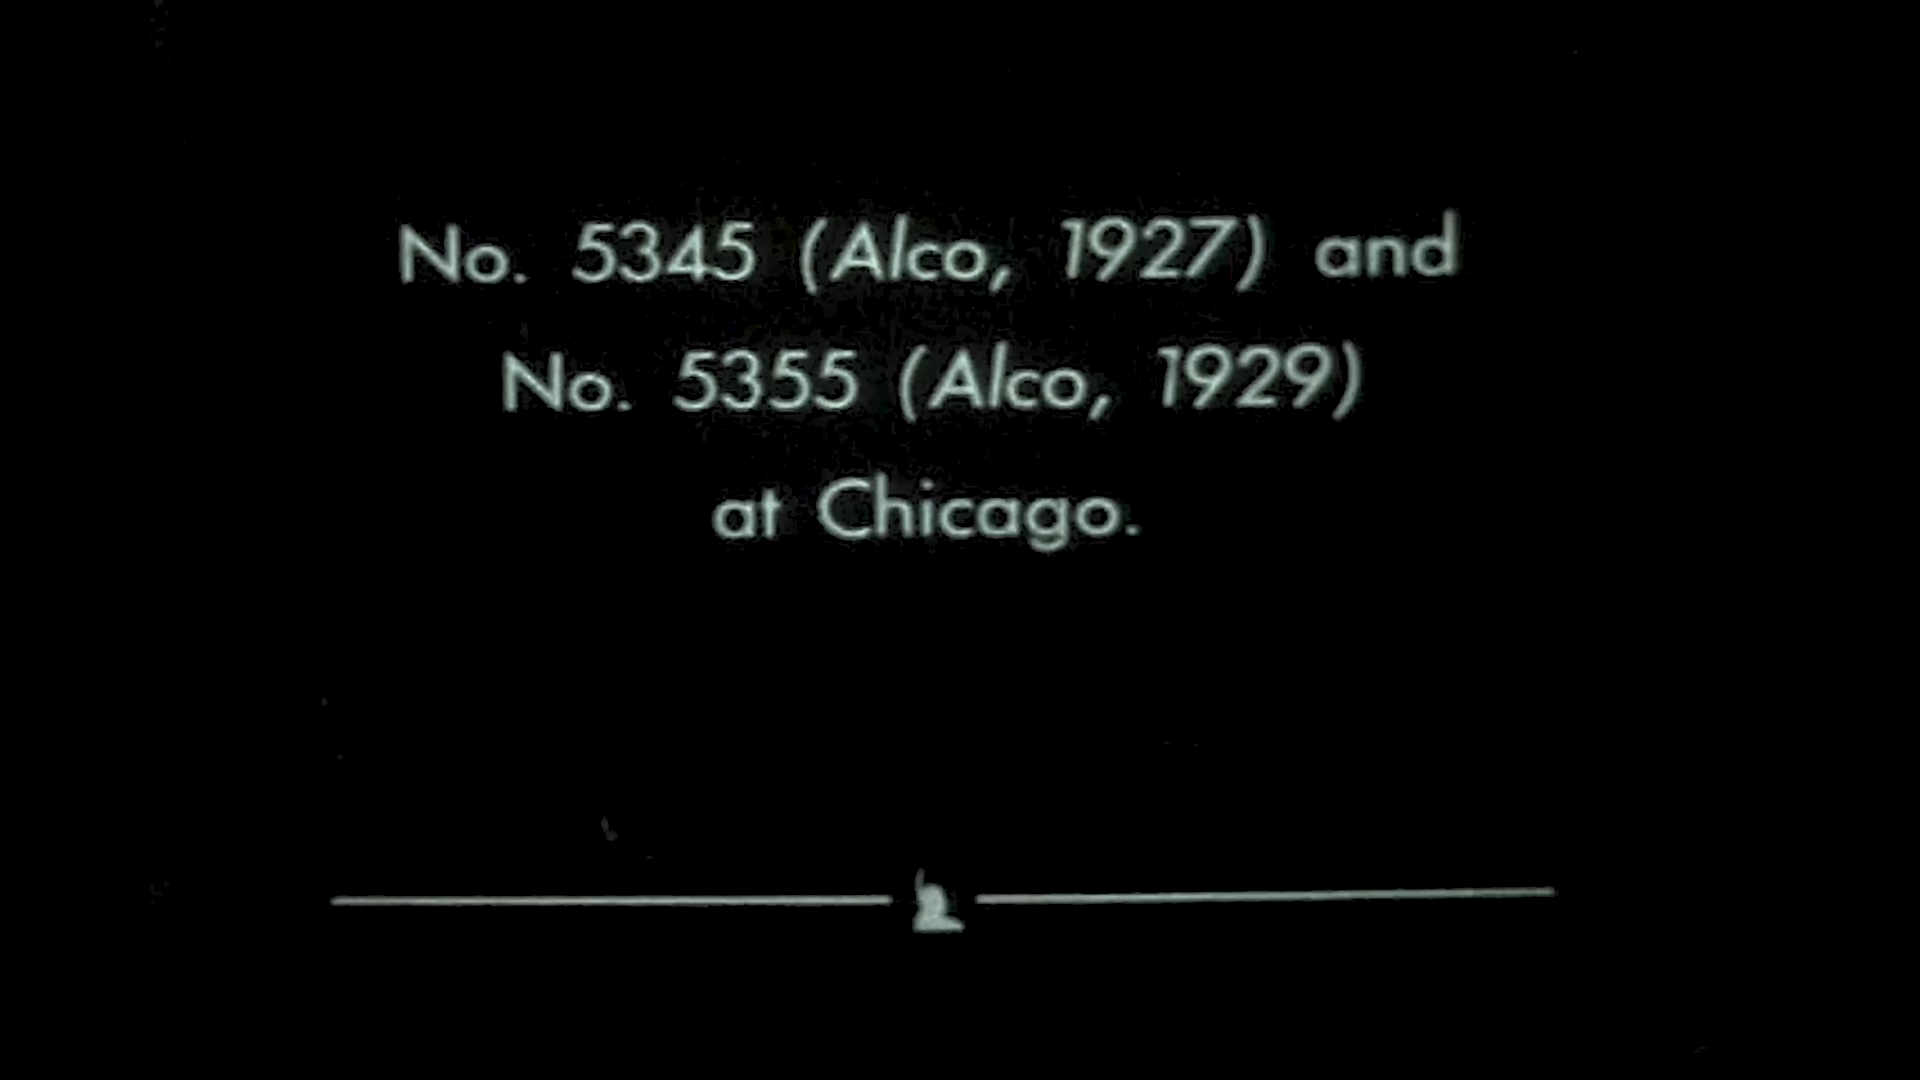 No. 5345 (Alco, 1927) and
No. 5355 (Alco, 1929)
at Chicago.